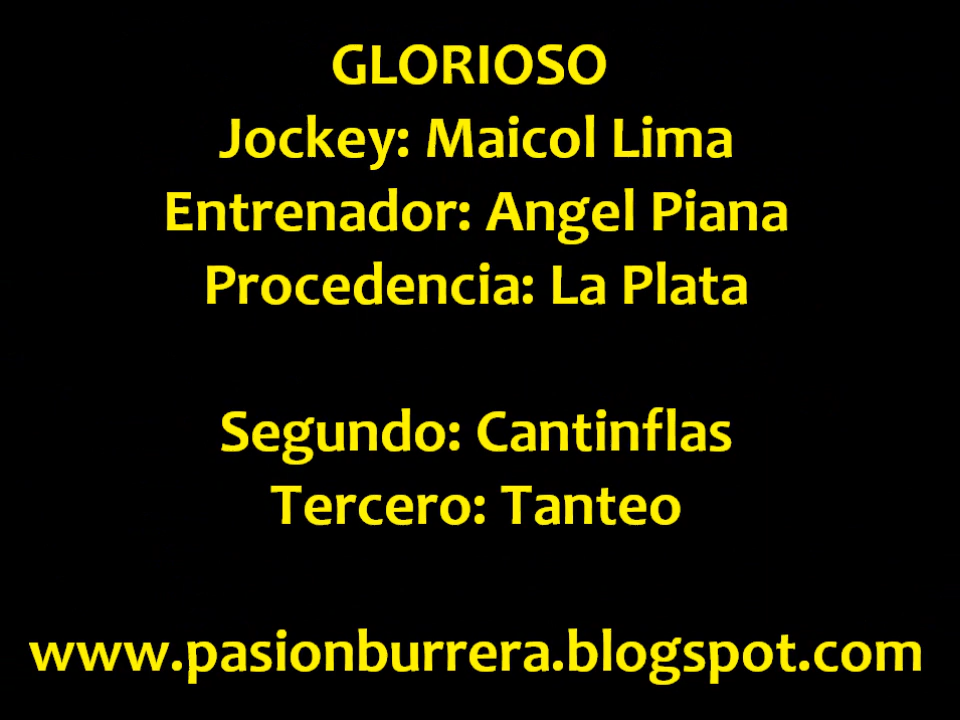 GLORIOSO
Jockey: Maicol Lima
Entrenador: Angel Piana
Procedencia: La Plata
Segundo: Cantinflas
Tercero: Tanteo
www.pasionburrera.blogspot.com